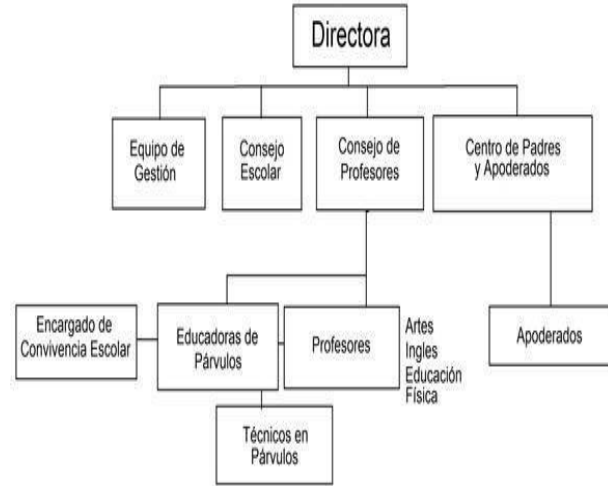 Directora
Equipo de
Gestión
Consejo
Escolar
Consejo de
Profesores
Centro de Padres
y Apoderados
Encargado de
Convivencia Escolar
Educadoras de
Párvulos
Profesores
Artes
Ingles
Educación
Física
Apoderados
Técnicos en
Párvulos